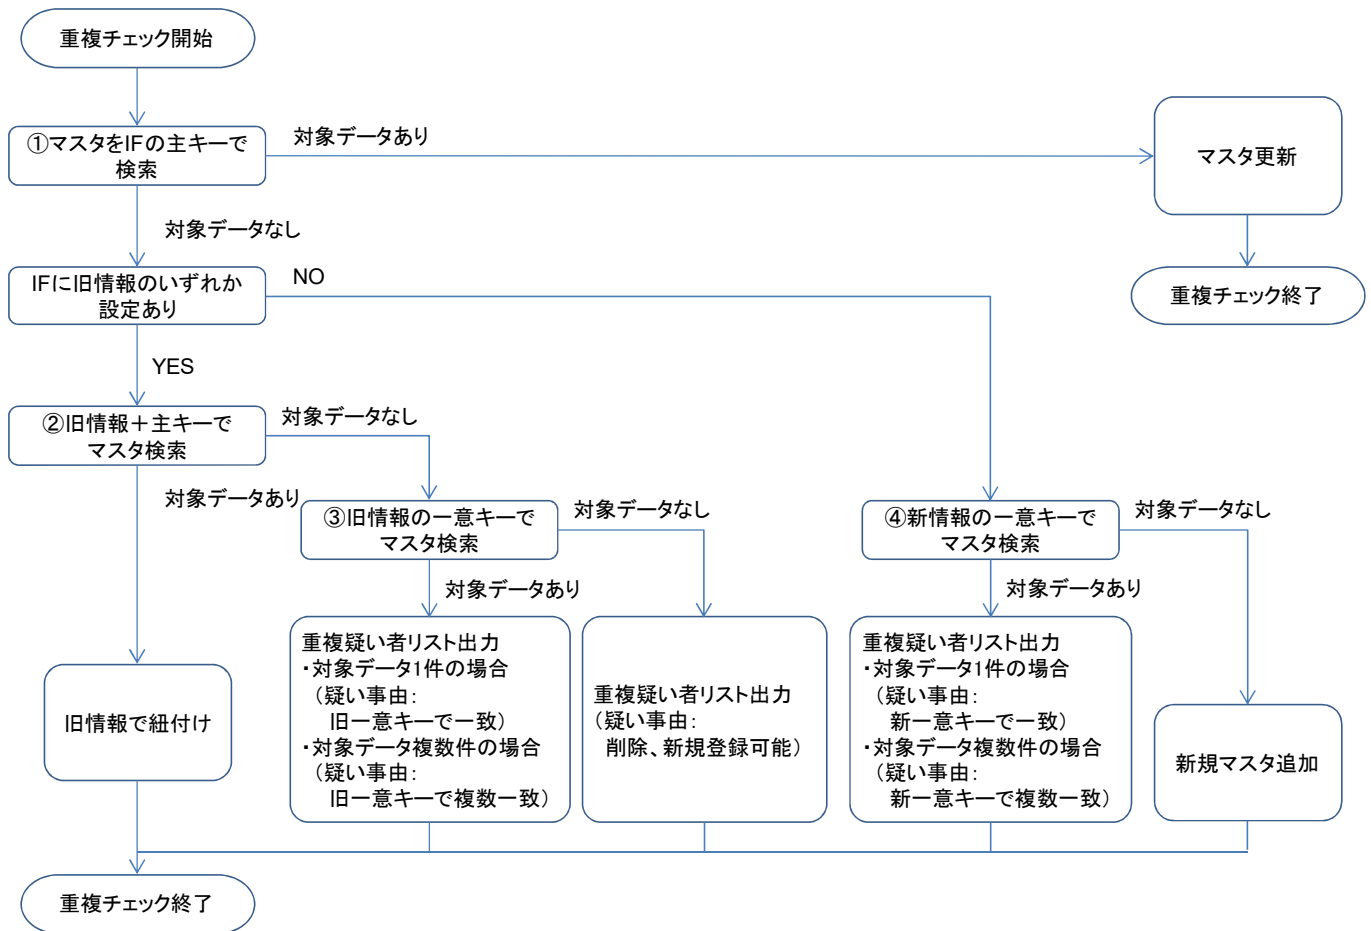 重複チェック開始
①マスタをIFの主キーで
検索
対象データあり
マスタ更新
対象データなし
IFに旧情報のいずれか
設定あり
NO
重複チェック終了
YES
②旧情報＋主キーで
マスタ検索
対象データなし
対象データあり
③旧情報の一意キーで
マスタ検索
対象データなし
④新情報の一意キーで
マスタ検索
対象データなし
対象データあり
対象データあり
旧情報で紐付け
重複疑い者リスト出力
・対象データ1件の場合
（疑い事由：
旧一意キーで一致）
・対象データ複数件の場合
（疑い事由：
旧一意キーで複数一致）
重複疑い者リスト出力
（疑い事由：
削除、新規登録可能）
重複疑い者リスト出力
・対象データ1件の場合
（疑い事由：
新一意キーで一致）
・対象データ複数件の場合
（疑い事由：
新一意キーで複数一致）
新規マスタ追加
重複チェック終了